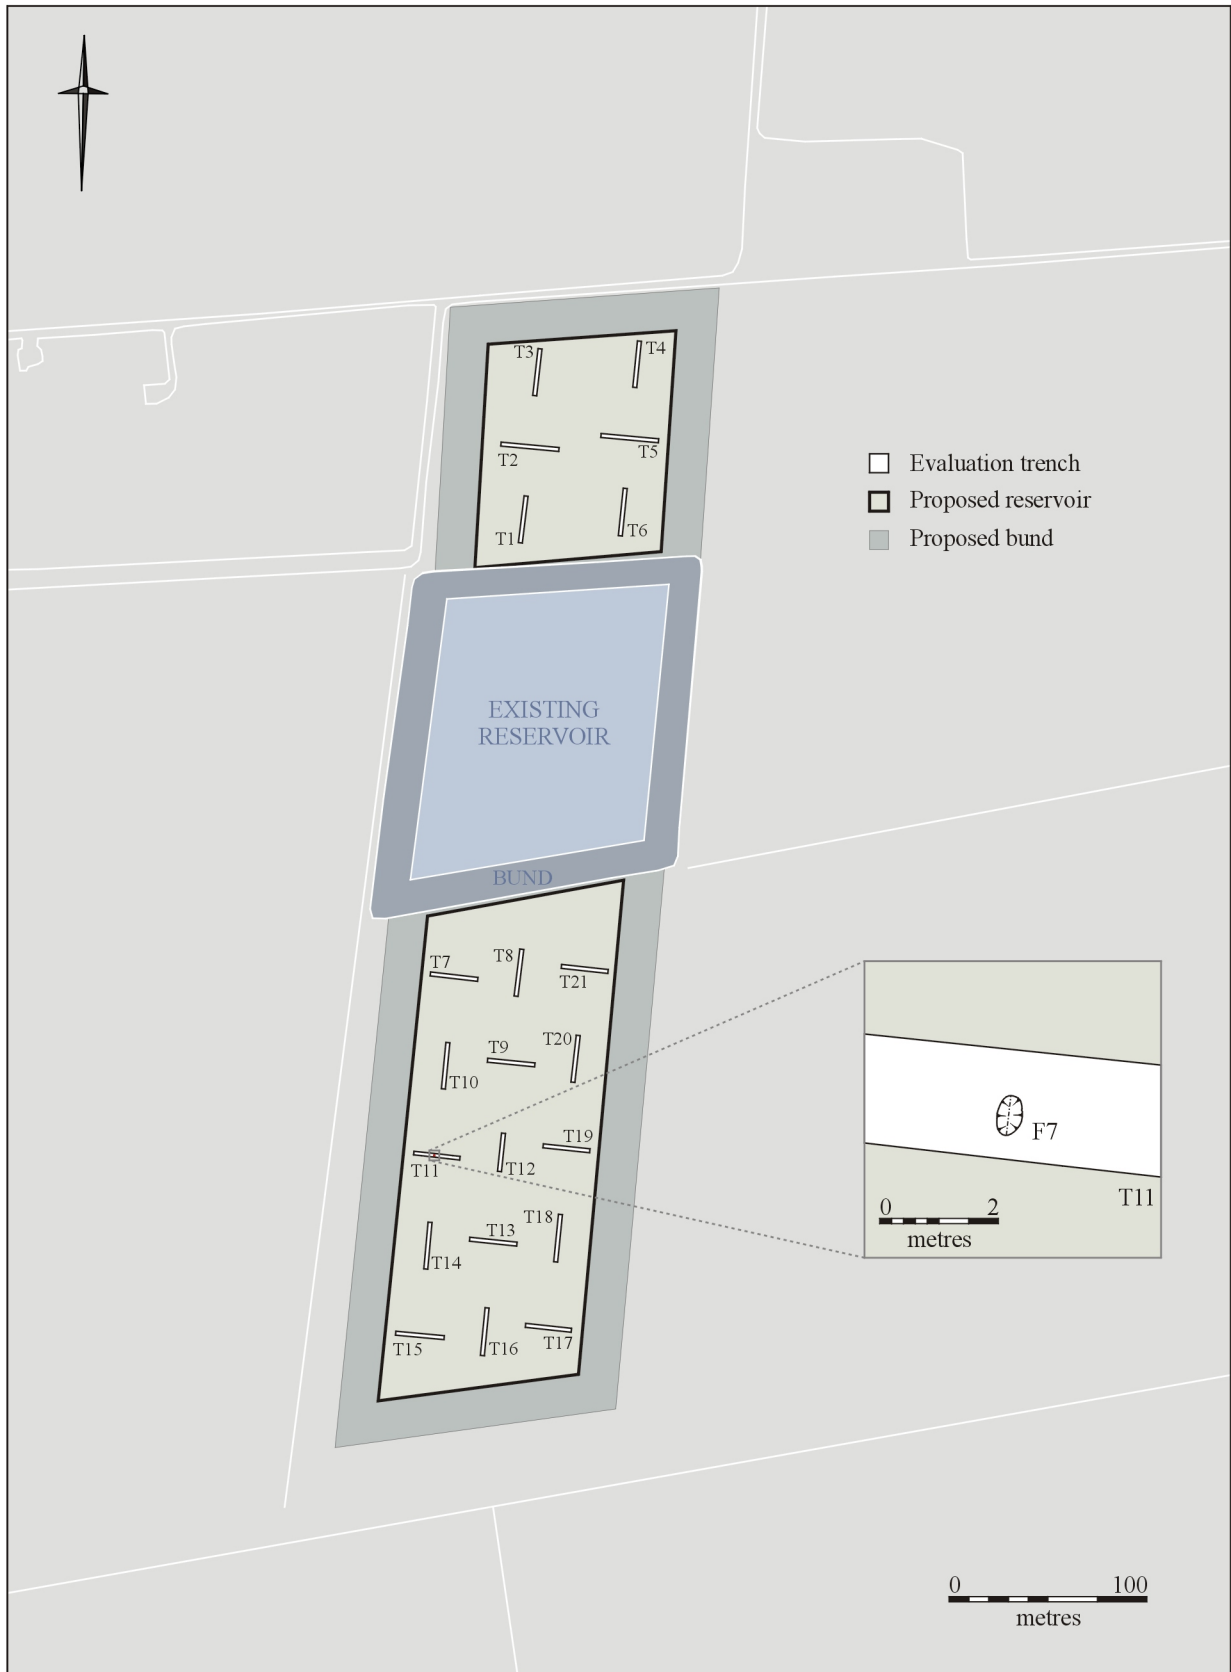 T3
T4
T2
T5
T1
T6
Evaluation trench
Proposed reservoir
Proposed bund
EXISTING
RESERVOIR
BUND
T7
T8
T21
T9
T20
T10
T11
T12
T19
T13
T18
T14
T15
T16
T17
F7
T11
0 2
metres
0 100
metres